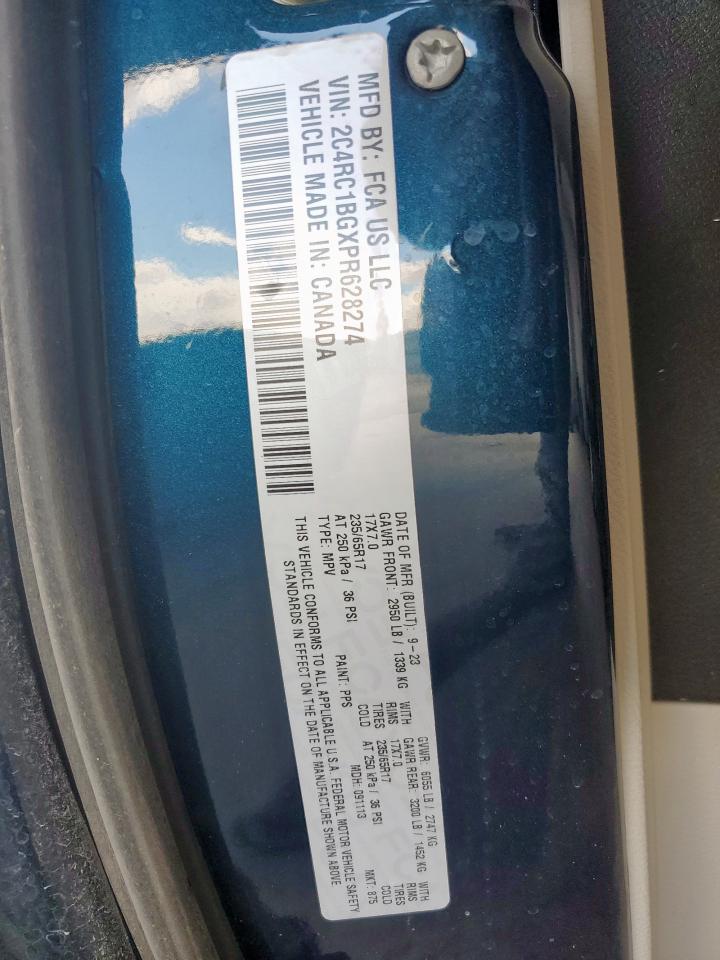 MFD BY: FCA US LLC
VIN: 2C4RC1BGXPR628274
VEHICLE MADE IN: CANADA
DATE OF MFR (BUILT): 9-23 GVWR: 6055 LB / 2747 KG
GAWR FRONT: 2950 LB / 1339 KG WITH GAWR REAR: 3200 LB / 1452 KG WITH
17X7.0 RIMS 17X7.0 RIMS
235/65R17 TIRES 235/65R17 TIRES
AT 250 kPa / 36 PSI COLD AT 250 kPa / 36 PSI COLD
TYPE: MPV PAINT: PPS MDH: 091113 MKT: 875
THIS VEHICLE CONFORMS TO ALL APPLICABLE U.S.A. FEDERAL MOTOR VEHICLE SAFETY
STANDARDS IN EFFECT ON THE DATE OF MANUFACTURE SHOWN ABOVE